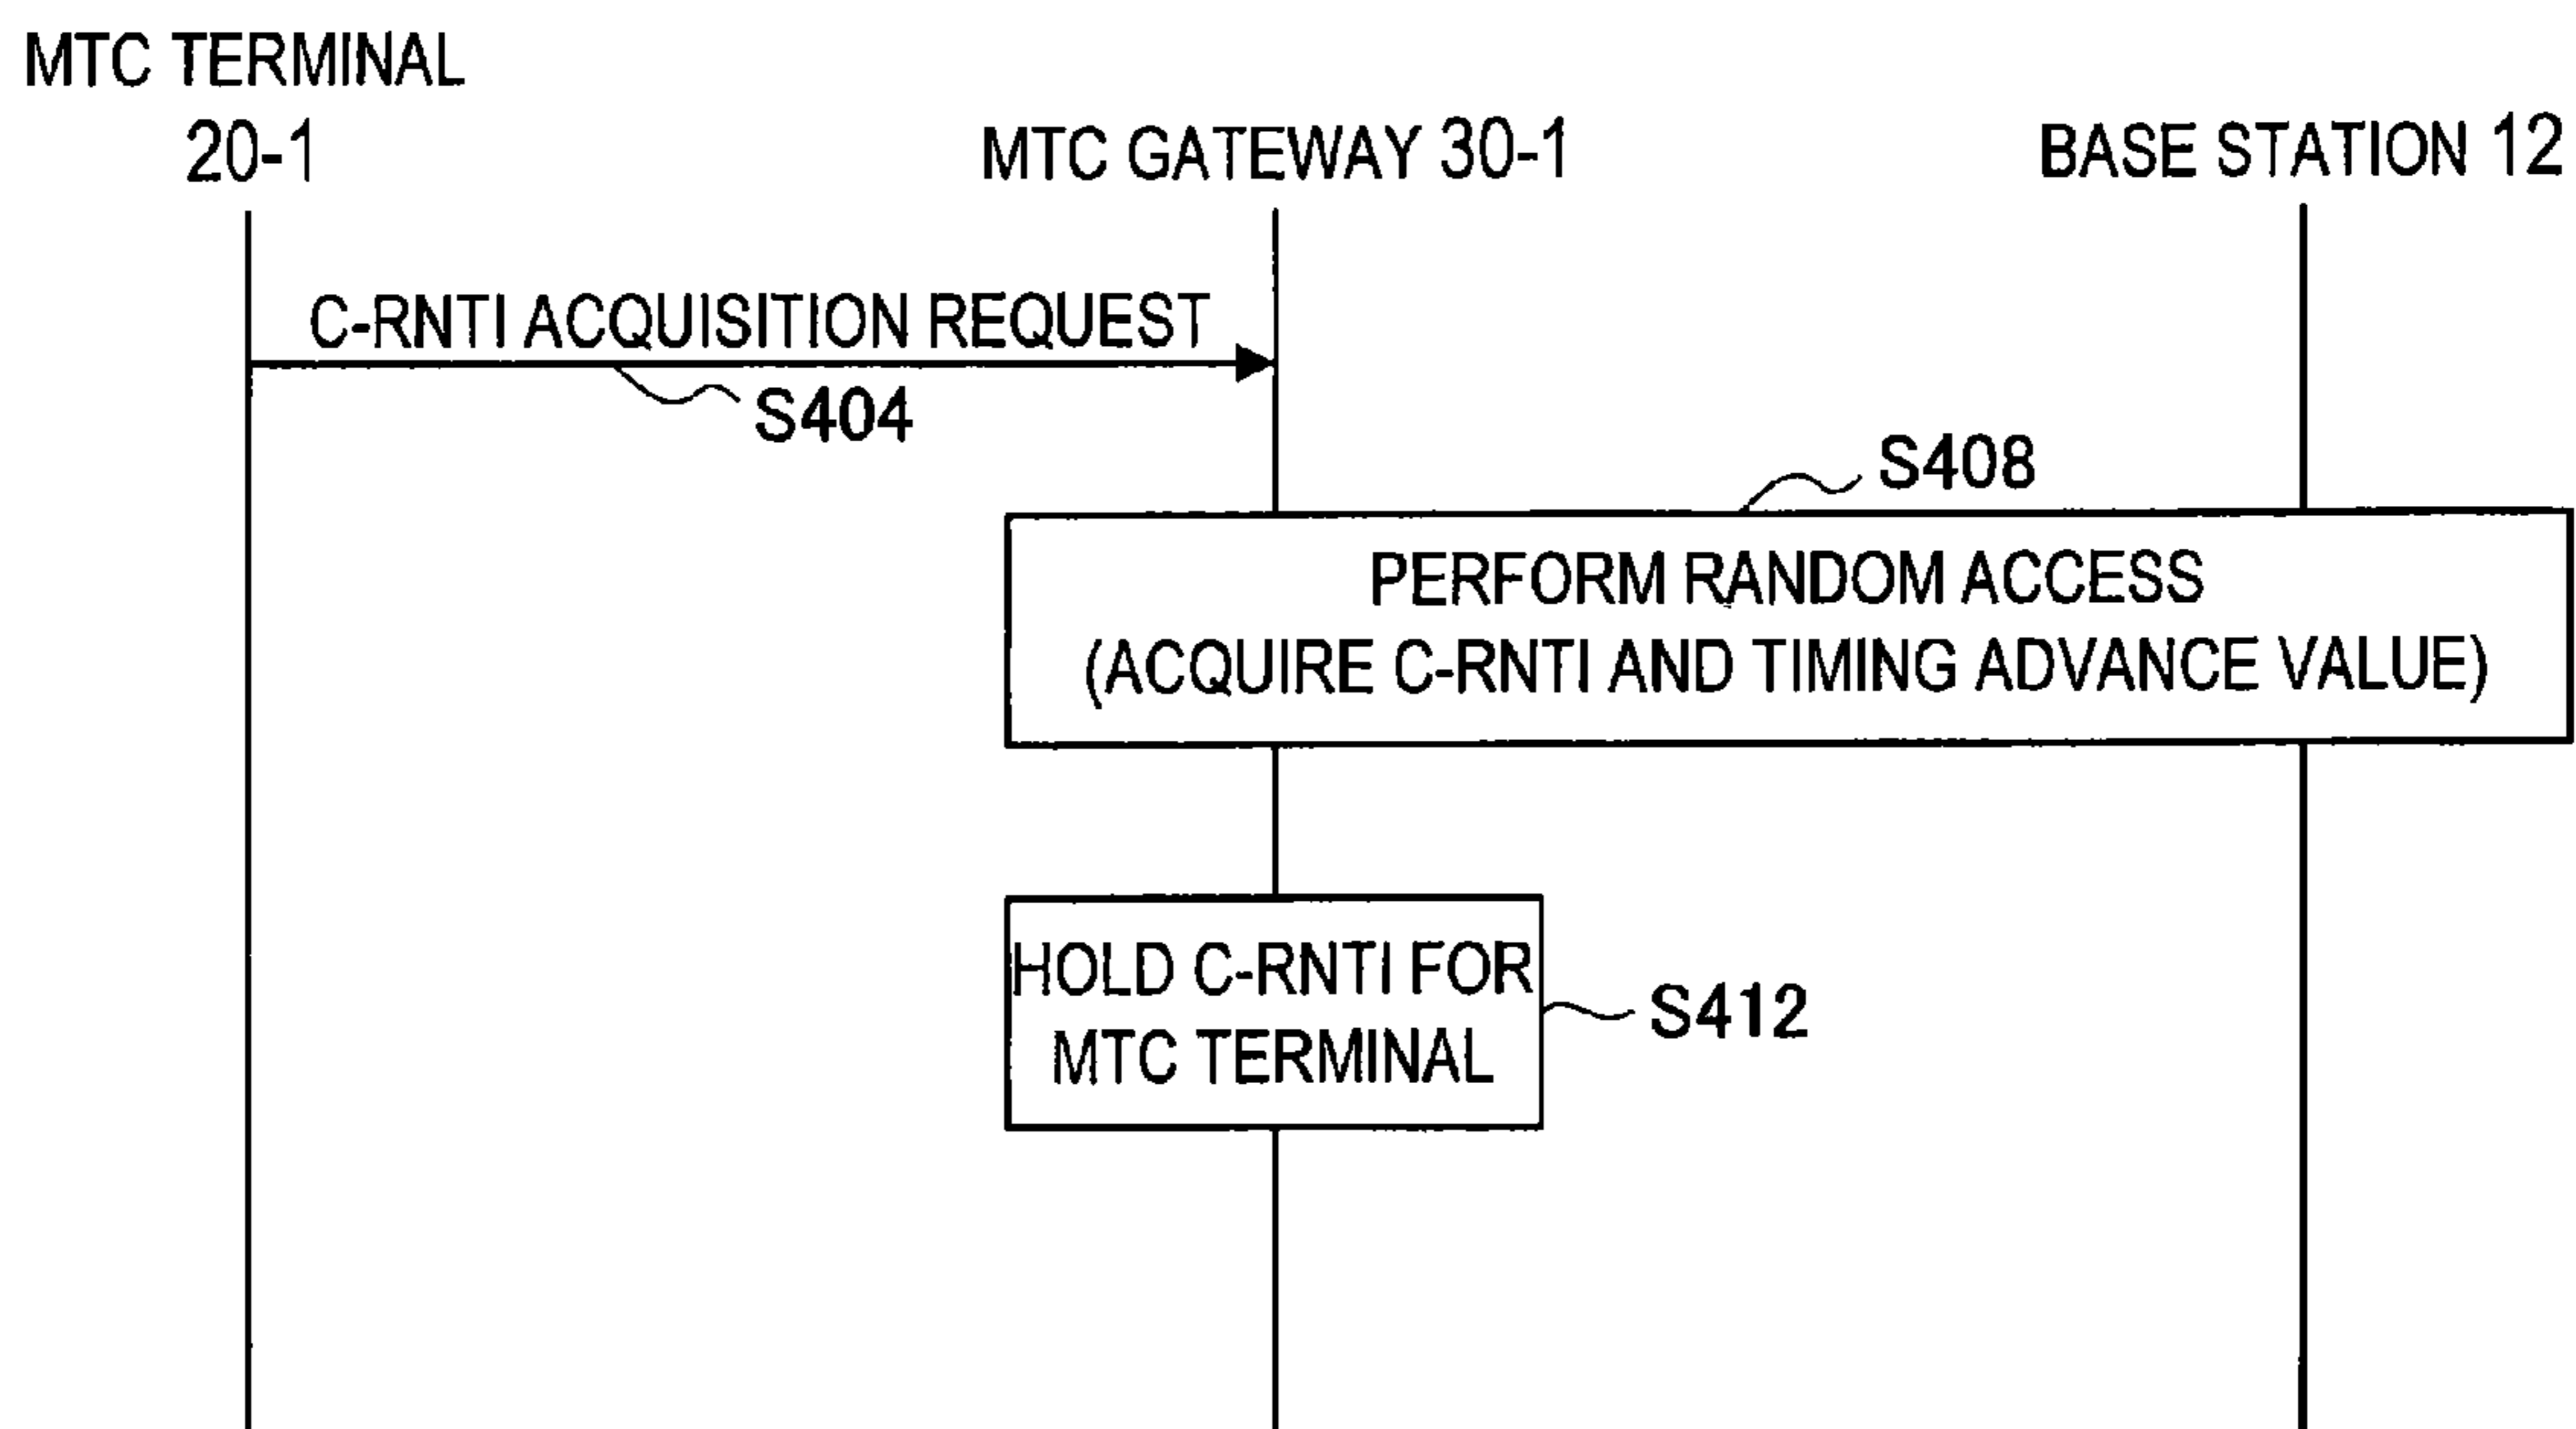 MTC TERMINAL
20-1
MTC GATEWAY 30-1
BASE STATION 12
C-RNTI ACQUISITION REQUEST
S404
S408
PERFORM RANDOM ACCESS
(ACQUIRE C-RNTI AND TIMING ADVANCE VALUE)
HOLD C-RNTI FOR
MTC TERMINAL
S412